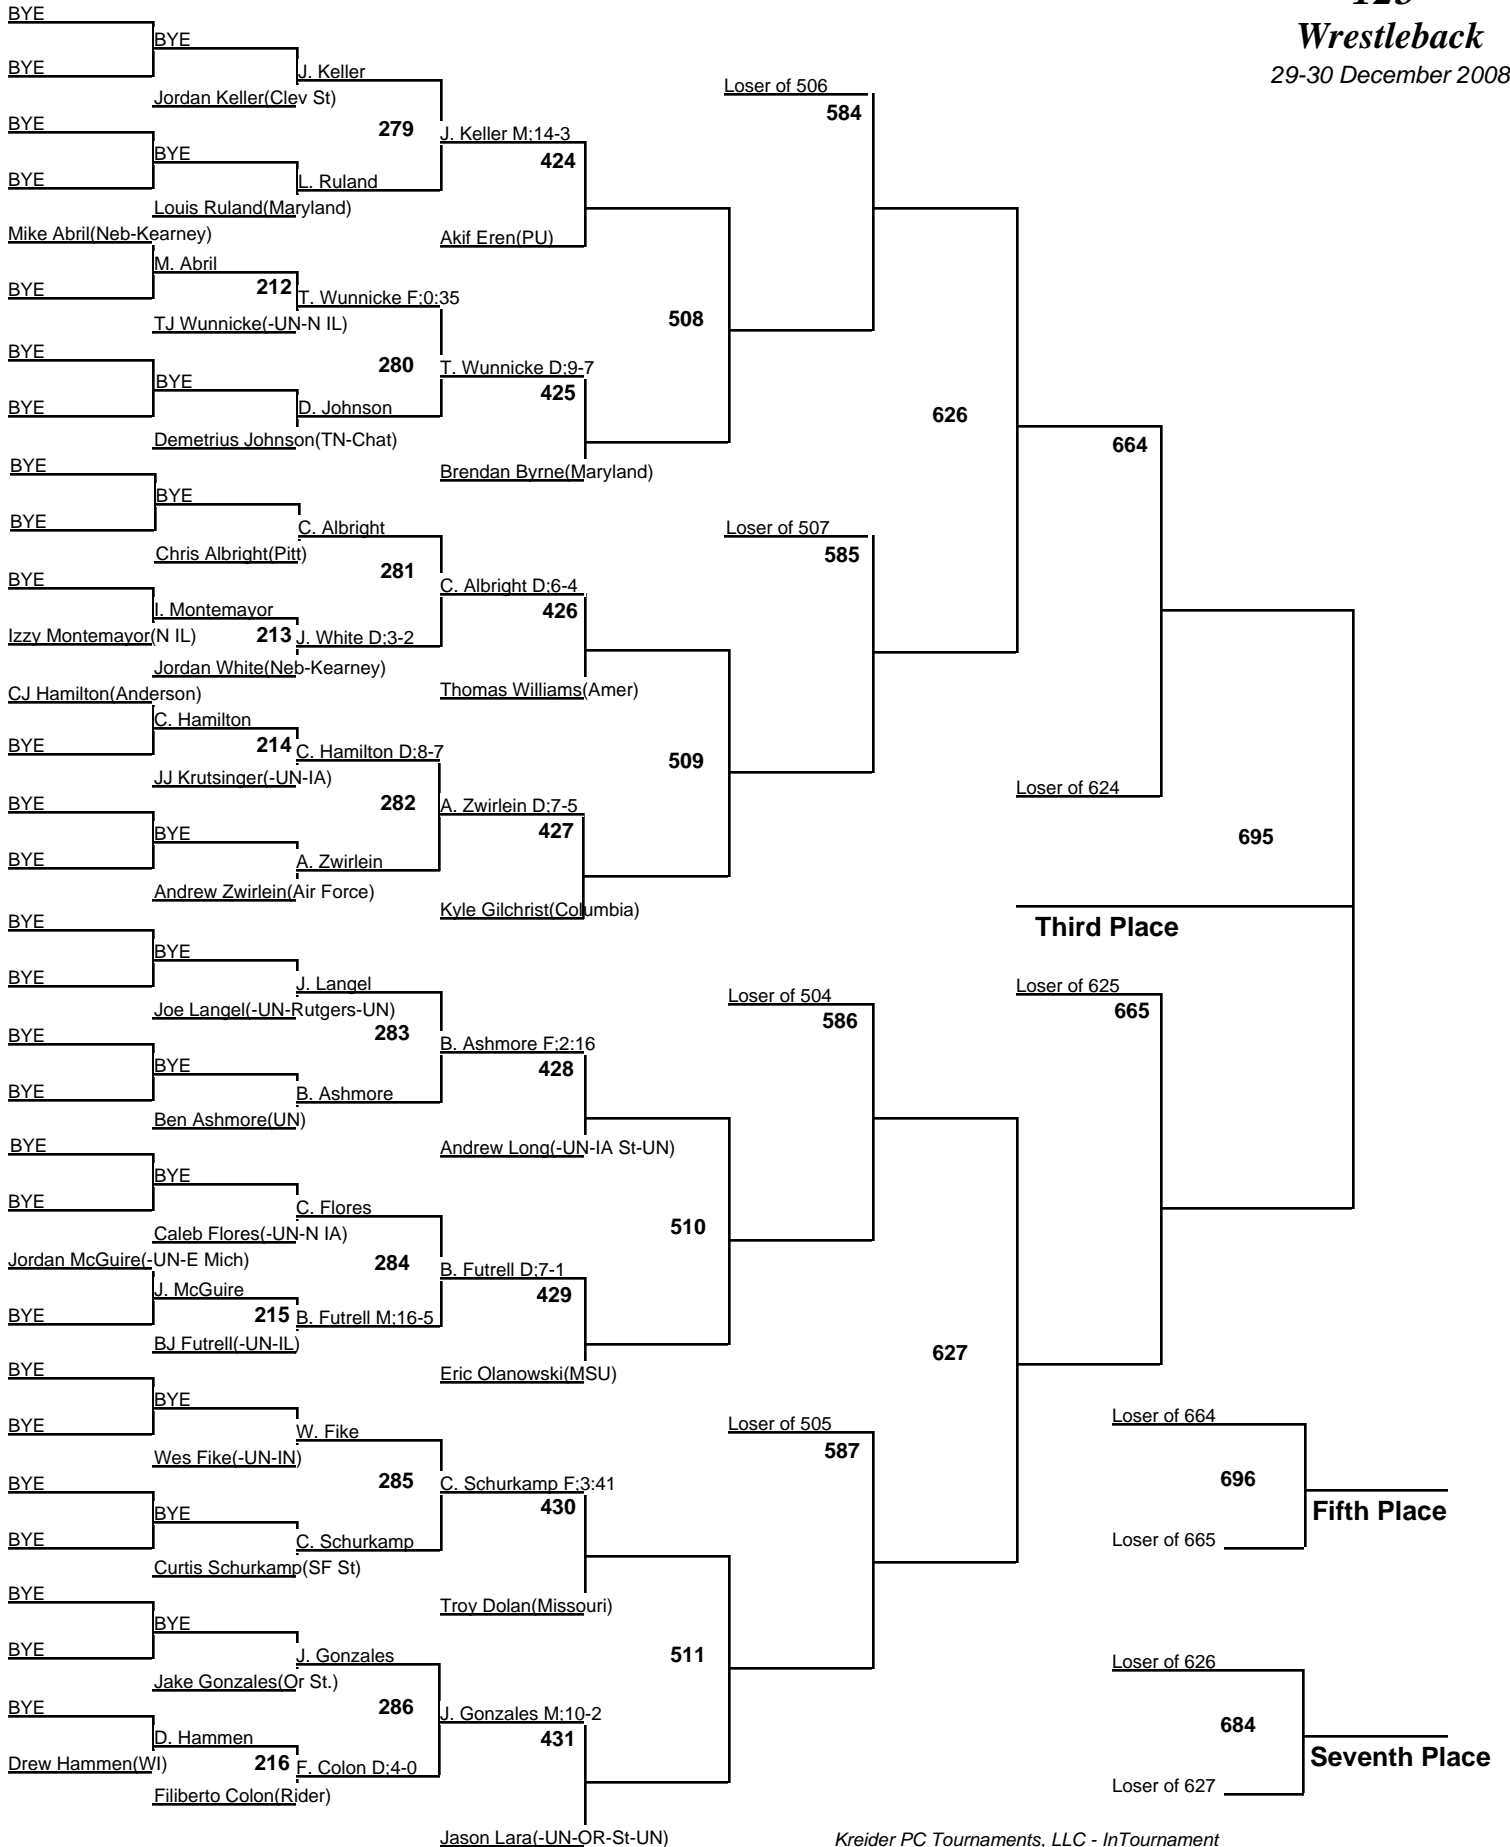 BYE
125
Wrestleback
29-30 December 2008
BYE
BYE
J. Keller
Jordan Keller(Clev St)
Loser of 506
584
BYE
279
J. Keller M;14-3
424
BYE
BYE
L. Ruland
Louis Ruland(Maryland)
Mike Abril(Neb-Kearney)
Akif Eren(PU)
M. Abril
BYE
212
T. Wunnicke F;0:35
TJ Wunnicke(-UN-N IL)
508
BYE
280
T. Wunnicke D;9-7
425
BYE
BYE
D. Johnson
Demetrius Johnson(TN-Chat)
626
664
BYE
Brendan Byrne(Maryland)
BYE
BYE
C. Albright
Chris Albright(Pitt)
Loser of 507
585
BYE
281
C. Albright D;6-4
426
I. Montemayor
Izzy Montemayor(N IL)
213
J. White D;3-2
Jordan White(Neb-Kearney)
CJ Hamilton(Anderson)
Thomas Williams(Amer)
C. Hamilton
BYE
214
C. Hamilton D;8-7
JJ Krutsinger(-UN-IA)
509
Loser of 624
BYE
282
A. Zwirlein D;7-5
427
695
BYE
BYE
A. Zwirlein
Andrew Zwirlein(Air Force)
Kyle Gilchrist(Columbia)
Third Place
BYE
BYE
BYE
J. Langel
Joe Langel(-UN-Rutgers-UN)
Loser of 504
586
Loser of 625
665
BYE
283
B. Ashmore F;2:16
428
BYE
BYE
B. Ashmore
Ben Ashmore(UN)
BYE
Andrew Long(-UN-IA St-UN)
BYE
BYE
C. Flores
Caleb Flores(-UN-N IA)
510
Jordan McGuire(-UN-E Mich)
284
B. Futrell D;7-1
429
J. McGuire
BYE
215
B. Futrell M;16-5
BJ Futrell(-UN-IL)
627
BYE
Eric Olanowski(MSU)
BYE
BYE
W. Fike
Wes Fike(-UN-IN)
Loser of 505
587
Loser of 664
BYE
285
C. Schurkamp F;3:41
430
696
Fifth Place
BYE
BYE
C. Schurkamp
Curtis Schurkamp(SF St)
Loser of 665
BYE
Troy Dolan(Missouri)
BYE
BYE
J. Gonzales
Jake Gonzales(Or St.)
511
Loser of 626
BYE
286
J. Gonzales M;10-2
431
684
D. Hammen
Drew Hammen(WI)
216
F. Colon D;4-0
Seventh Place
Filiberto Colon(Rider)
Loser of 627
Jason Lara(-UN-OR-St-UN)
Kreider PC Tournaments, LLC - InTournament